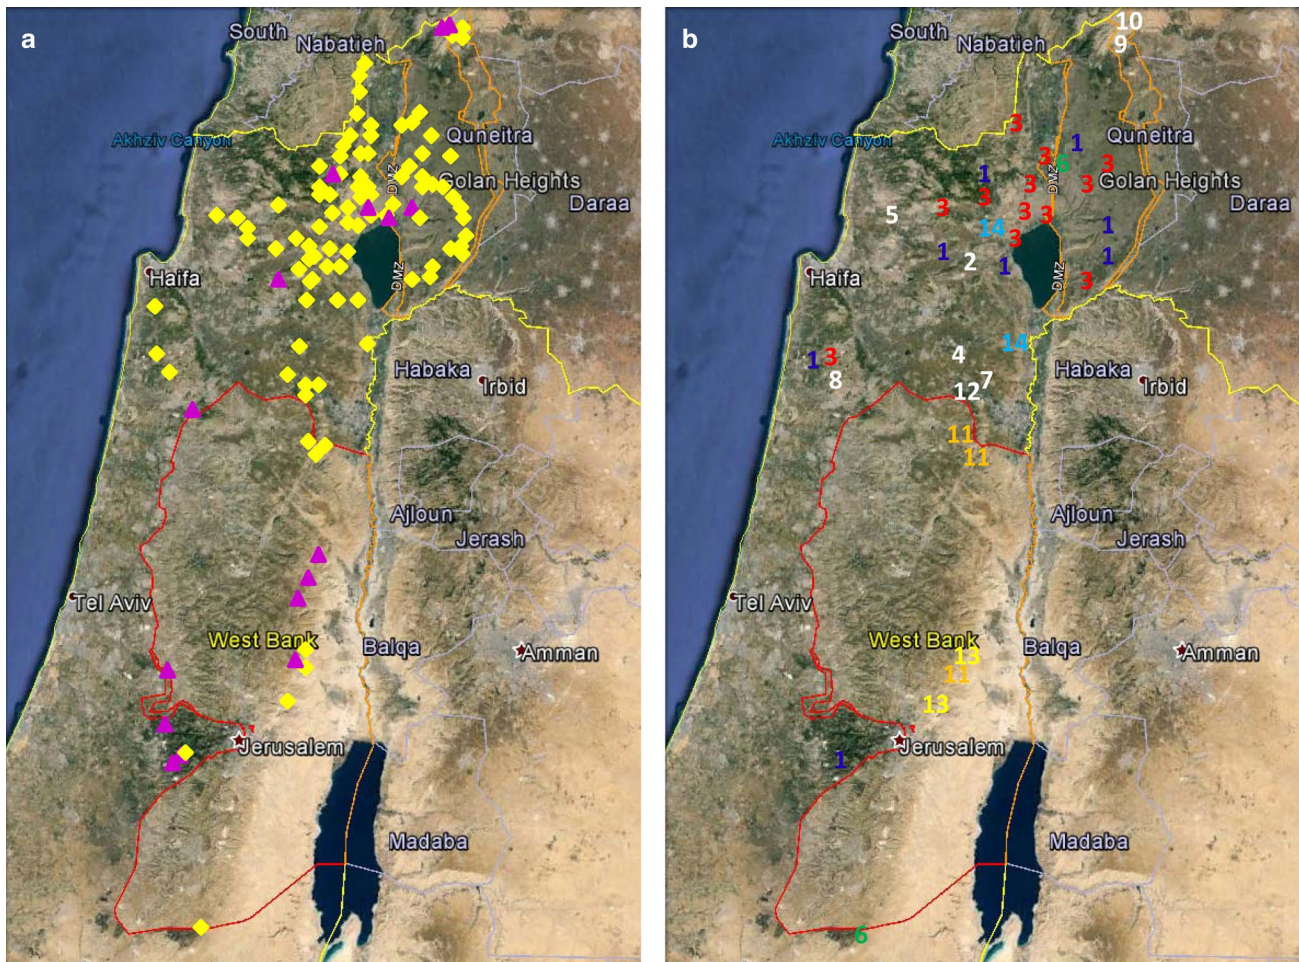 a
South
Nabatieh
Akhziv Canyon
Quneitra
DMZ
Golan Heights
Daraa
Haifa
DMZ
Habaka
Irbid
Ajloun
Jerash
Tel Aviv
West Bank
Balqa
Amman
Jerusalem
Madaba
b
10
South
Nabatieh
9
3
Akhziv Canyon
1
Quneitra
3
6
3
1
DMZ
3
3
Golan Heights
3
3
5
3
3
Daraa
14
1
3
1
2
1
1
Haifa
DMZ
3
14
1
3
4
8
7
12
Habaka
Irbid
11
11
Ajloun
Jerash
Tel Aviv
West Bank
Balqa
13
Amman
11
13
Jerusalem
1
Madaba
6